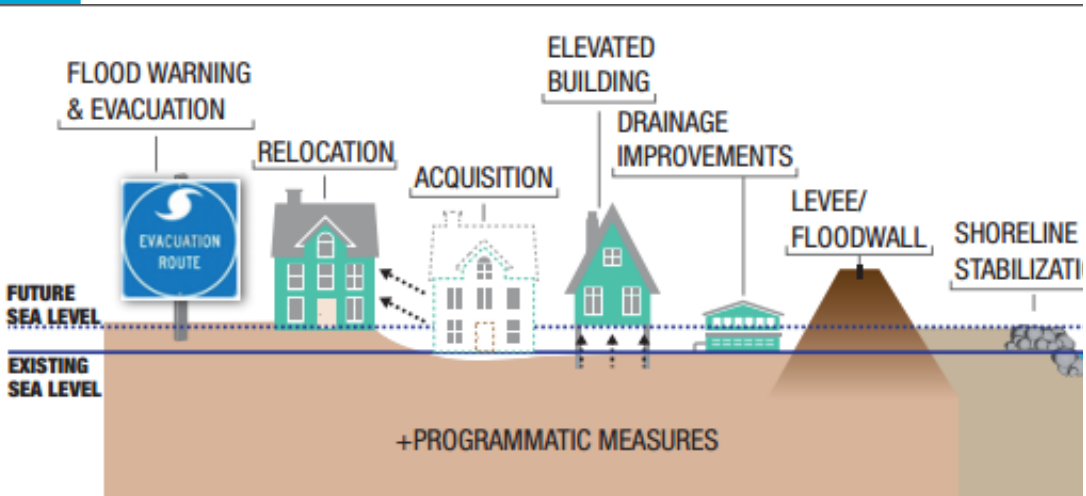 FLOOD WARNING
& EVACUATION
RELOCATION
ACQUISITION
ELEVATED
BUILDING
DRAINAGE
IMPROVEMENTS
LEVEE/
FLOODWALL
SHORELINE
STABILIZATI
EVACUATION
ROUTE
FUTURE
SEA LEVEL
EXISTING
SEA LEVEL
+PROGRAMMATIC MEASURES